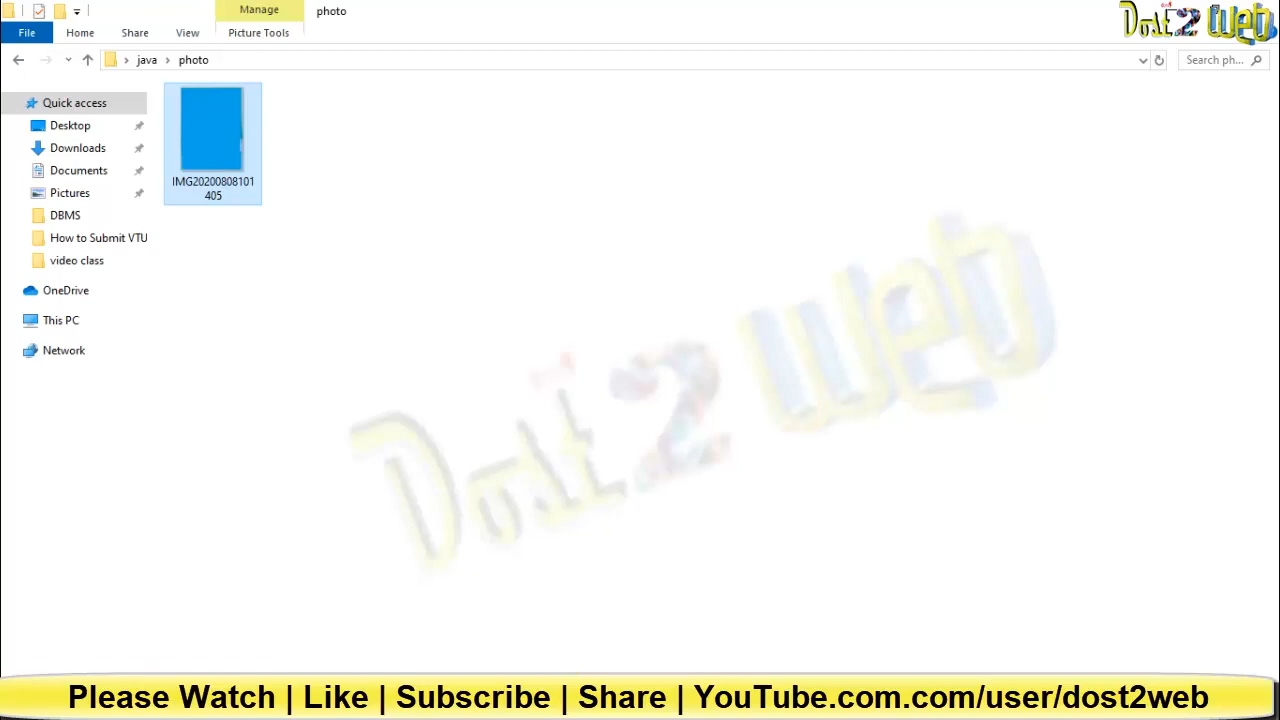 Manage
photo
Dost2Web
File
Home
Share
View
Picture Tools
java
photo
Search ph...
Quick access
Desktop
Downloads
Documents
Pictures
DBMS
How to Submit VTU
video class
OneDrive
This PC
Network
IMG20200808101
405
Dost2Web
Please Watch | Like | Subscribe | Share | YouTube.com.com/user/dost2web